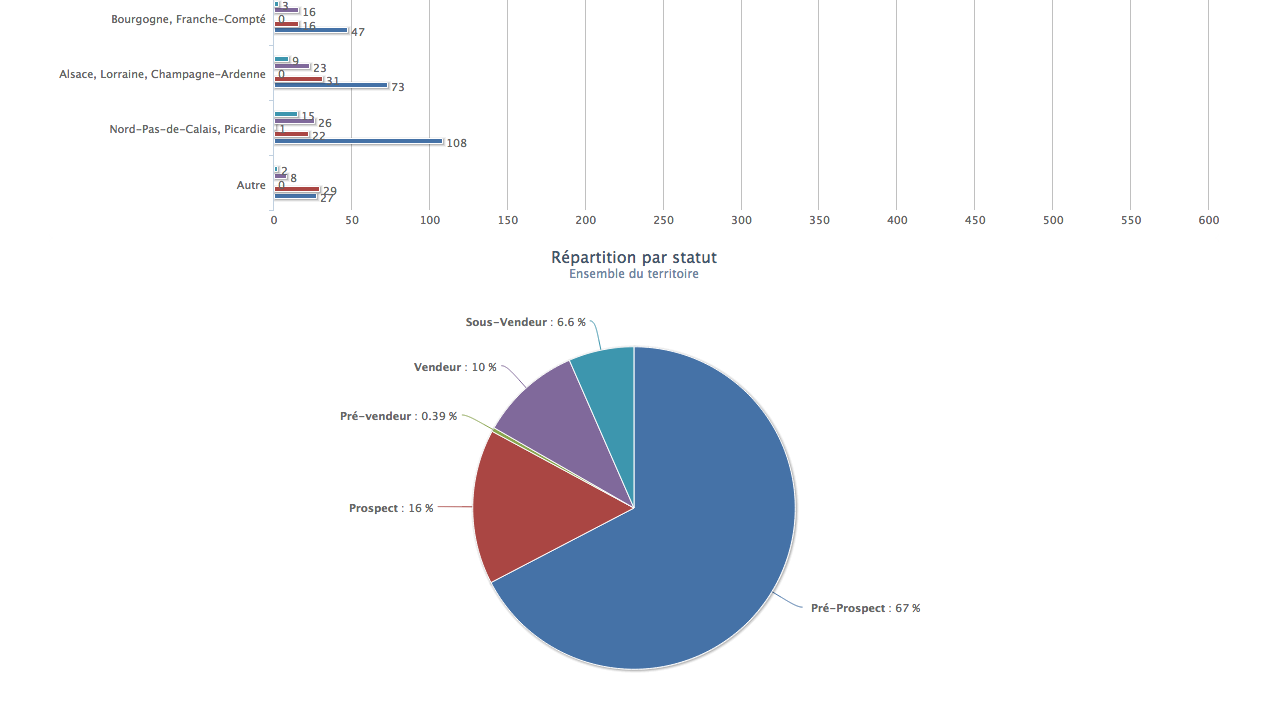 3
16
Bourgogne, Franche-Compté
0
16
47
9
23
Alsace, Lorraine, Champagne-Ardenne
0
31
73
15
26
Nord-Pas-de-Calais, Picardie
1
22
108
2
8
Autre
0
29
27
0 50 100 150 200 250 300 350 400 450 500 550 600
Répartition par statut
Ensemble du territoire
Sous-Vendeur : 6.6 %
Vendeur : 10 %
Pré-vendeur : 0.39 %
Prospect : 16 %
Pré-Prospect : 67 %